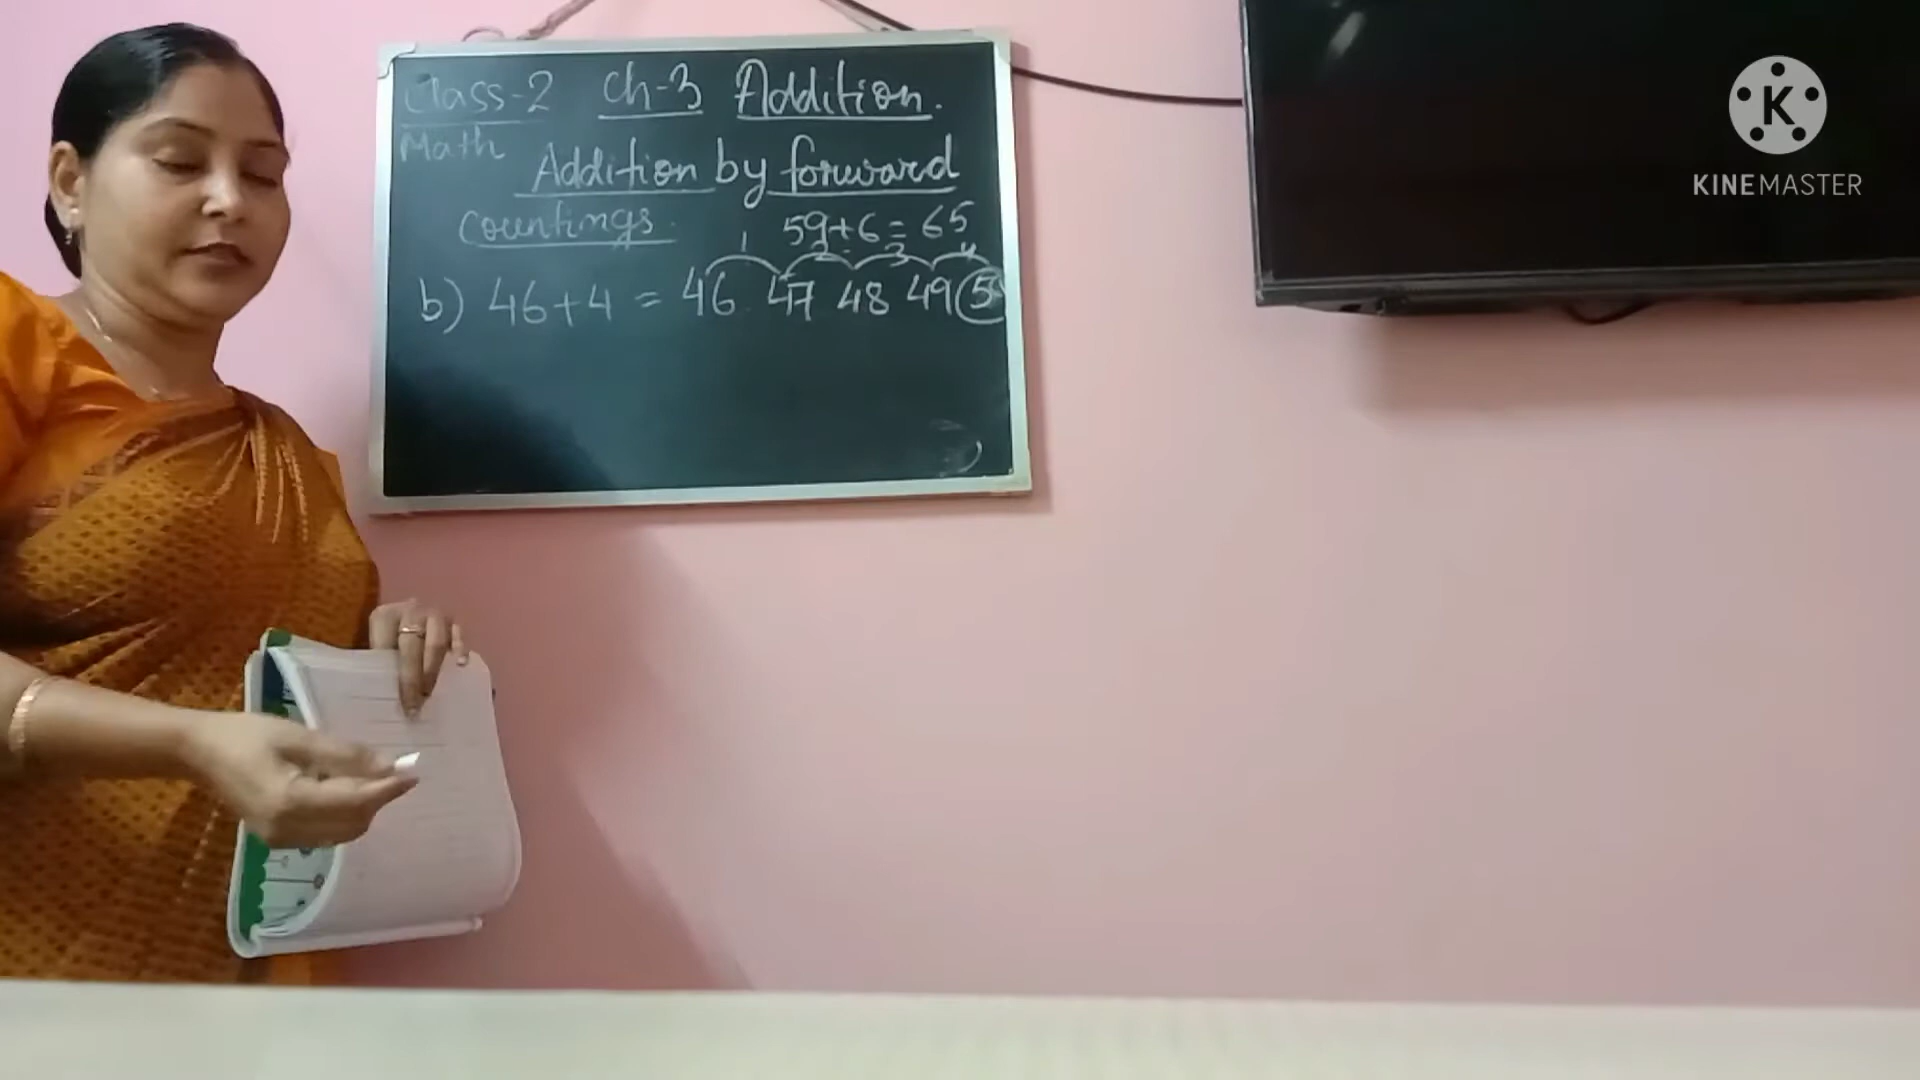 Class-2 Ch-3 Addition.
Math
Addition by forward
countings.
59+6=65
1 2 3 4
b) 46+4 = 46 47 48 49 50
K
KINEMASTER